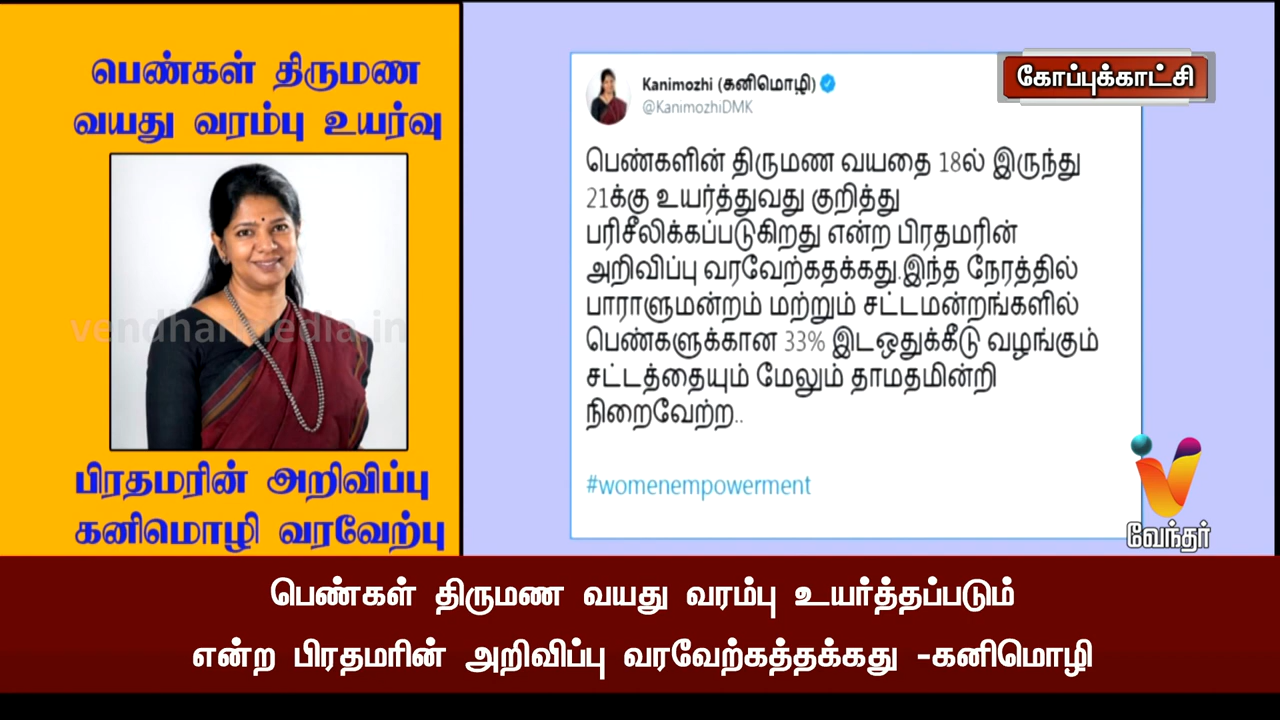 பெண்கள் திருமண
வயது வரம்பு உயர்வு
vendharmedia.in
பிரதமரின் அறிவிப்பு
கனிமொழி வரவேற்பு
கோப்புக்காட்சி
Kanimozhi (கனிமொழி)
@KanimozhiDMK
பெண்களின் திருமண வயதை 18ல் இருந்து
21க்கு உயர்த்துவது குறித்து
பரிசீலிக்கப்படுகிறது என்ற பிரதமரின்
அறிவிப்பு வரவேற்கதக்கது.இந்த நேரத்தில்
பாராளுமன்றம் மற்றும் சட்டமன்றங்களில்
பெண்களுக்கான 33% இடஒதுக்கீடு வழங்கும்
சட்டத்தையும் மேலும் தாமதமின்றி
நிறைவேற்ற..
#womenempowerment
வேந்தர்
பெண்கள் திருமண வயது வரம்பு உயர்த்தப்படும்
என்ற பிரதமரின் அறிவிப்பு வரவேற்கத்தக்கது -கனிமொழி